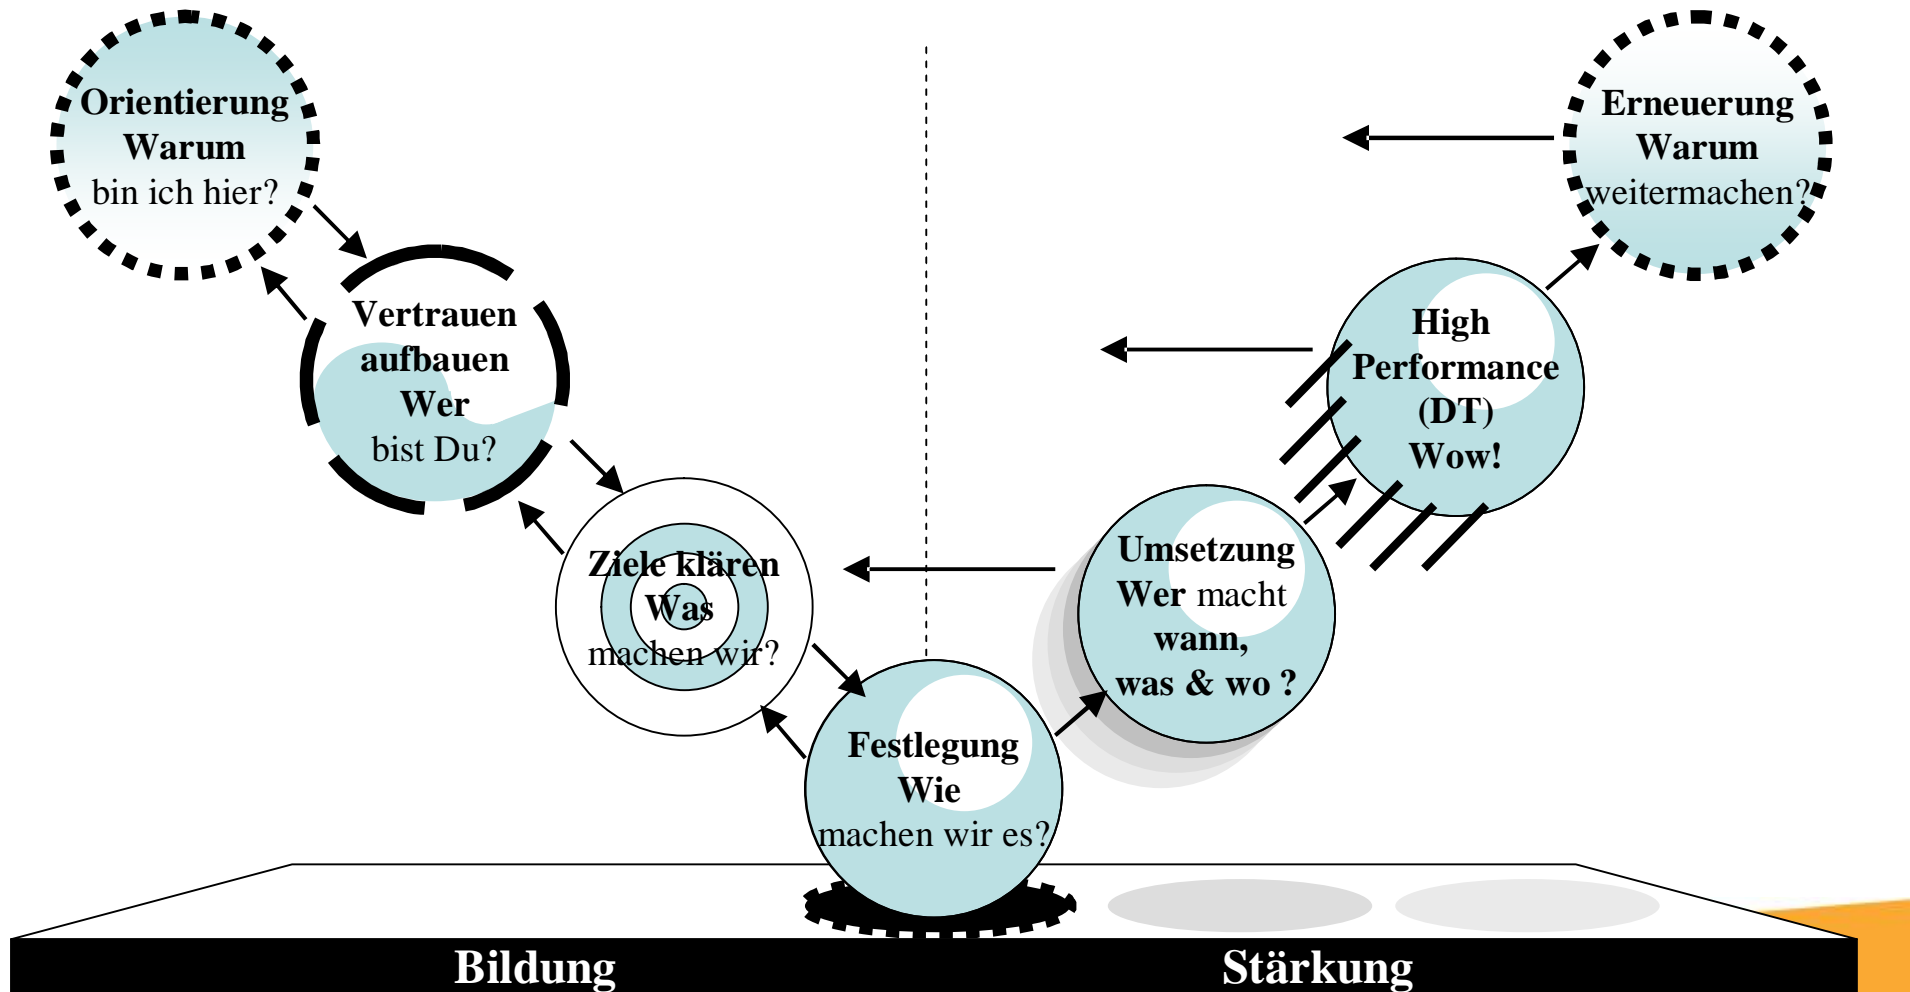 Orientierung
Warum
bin ich hier?
Vertrauen
aufbauen
Wer
bist Du?
Ziele klären
Was
machen wir?
Festlegung
Wie
machen wir es?
Umsetzung
Wer macht
wann,
was & wo ?
High
Performance
(DT)
Wow!
Erneuerung
Warum
weitermachen?
Bildung
Stärkung